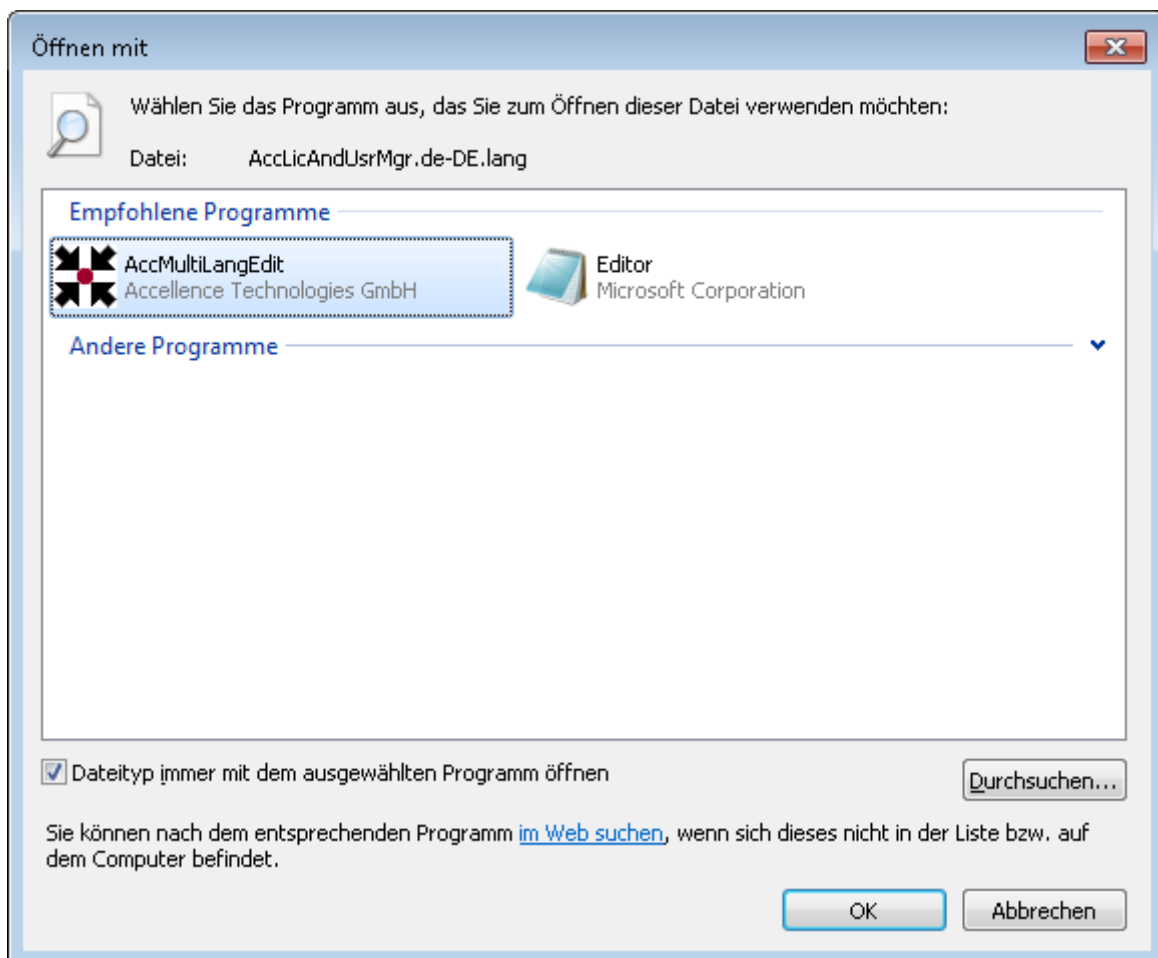 Öffnen mit
Wählen Sie das Programm aus, das Sie zum Öffnen dieser Datei verwenden möchten:
Datei: AccLicAndUsrMgr.de-DE.lang
Empfohlene Programme
AccMultiLangEdit
Accellence Technologies GmbH
Editor
Microsoft Corporation
Andere Programme
Dateityp immer mit dem ausgewählten Programm öffnen
Durchsuchen...
Sie können nach dem entsprechenden Programm im Web suchen, wenn sich dieses nicht in der Liste bzw. auf
dem Computer befindet.
OK
Abbrechen